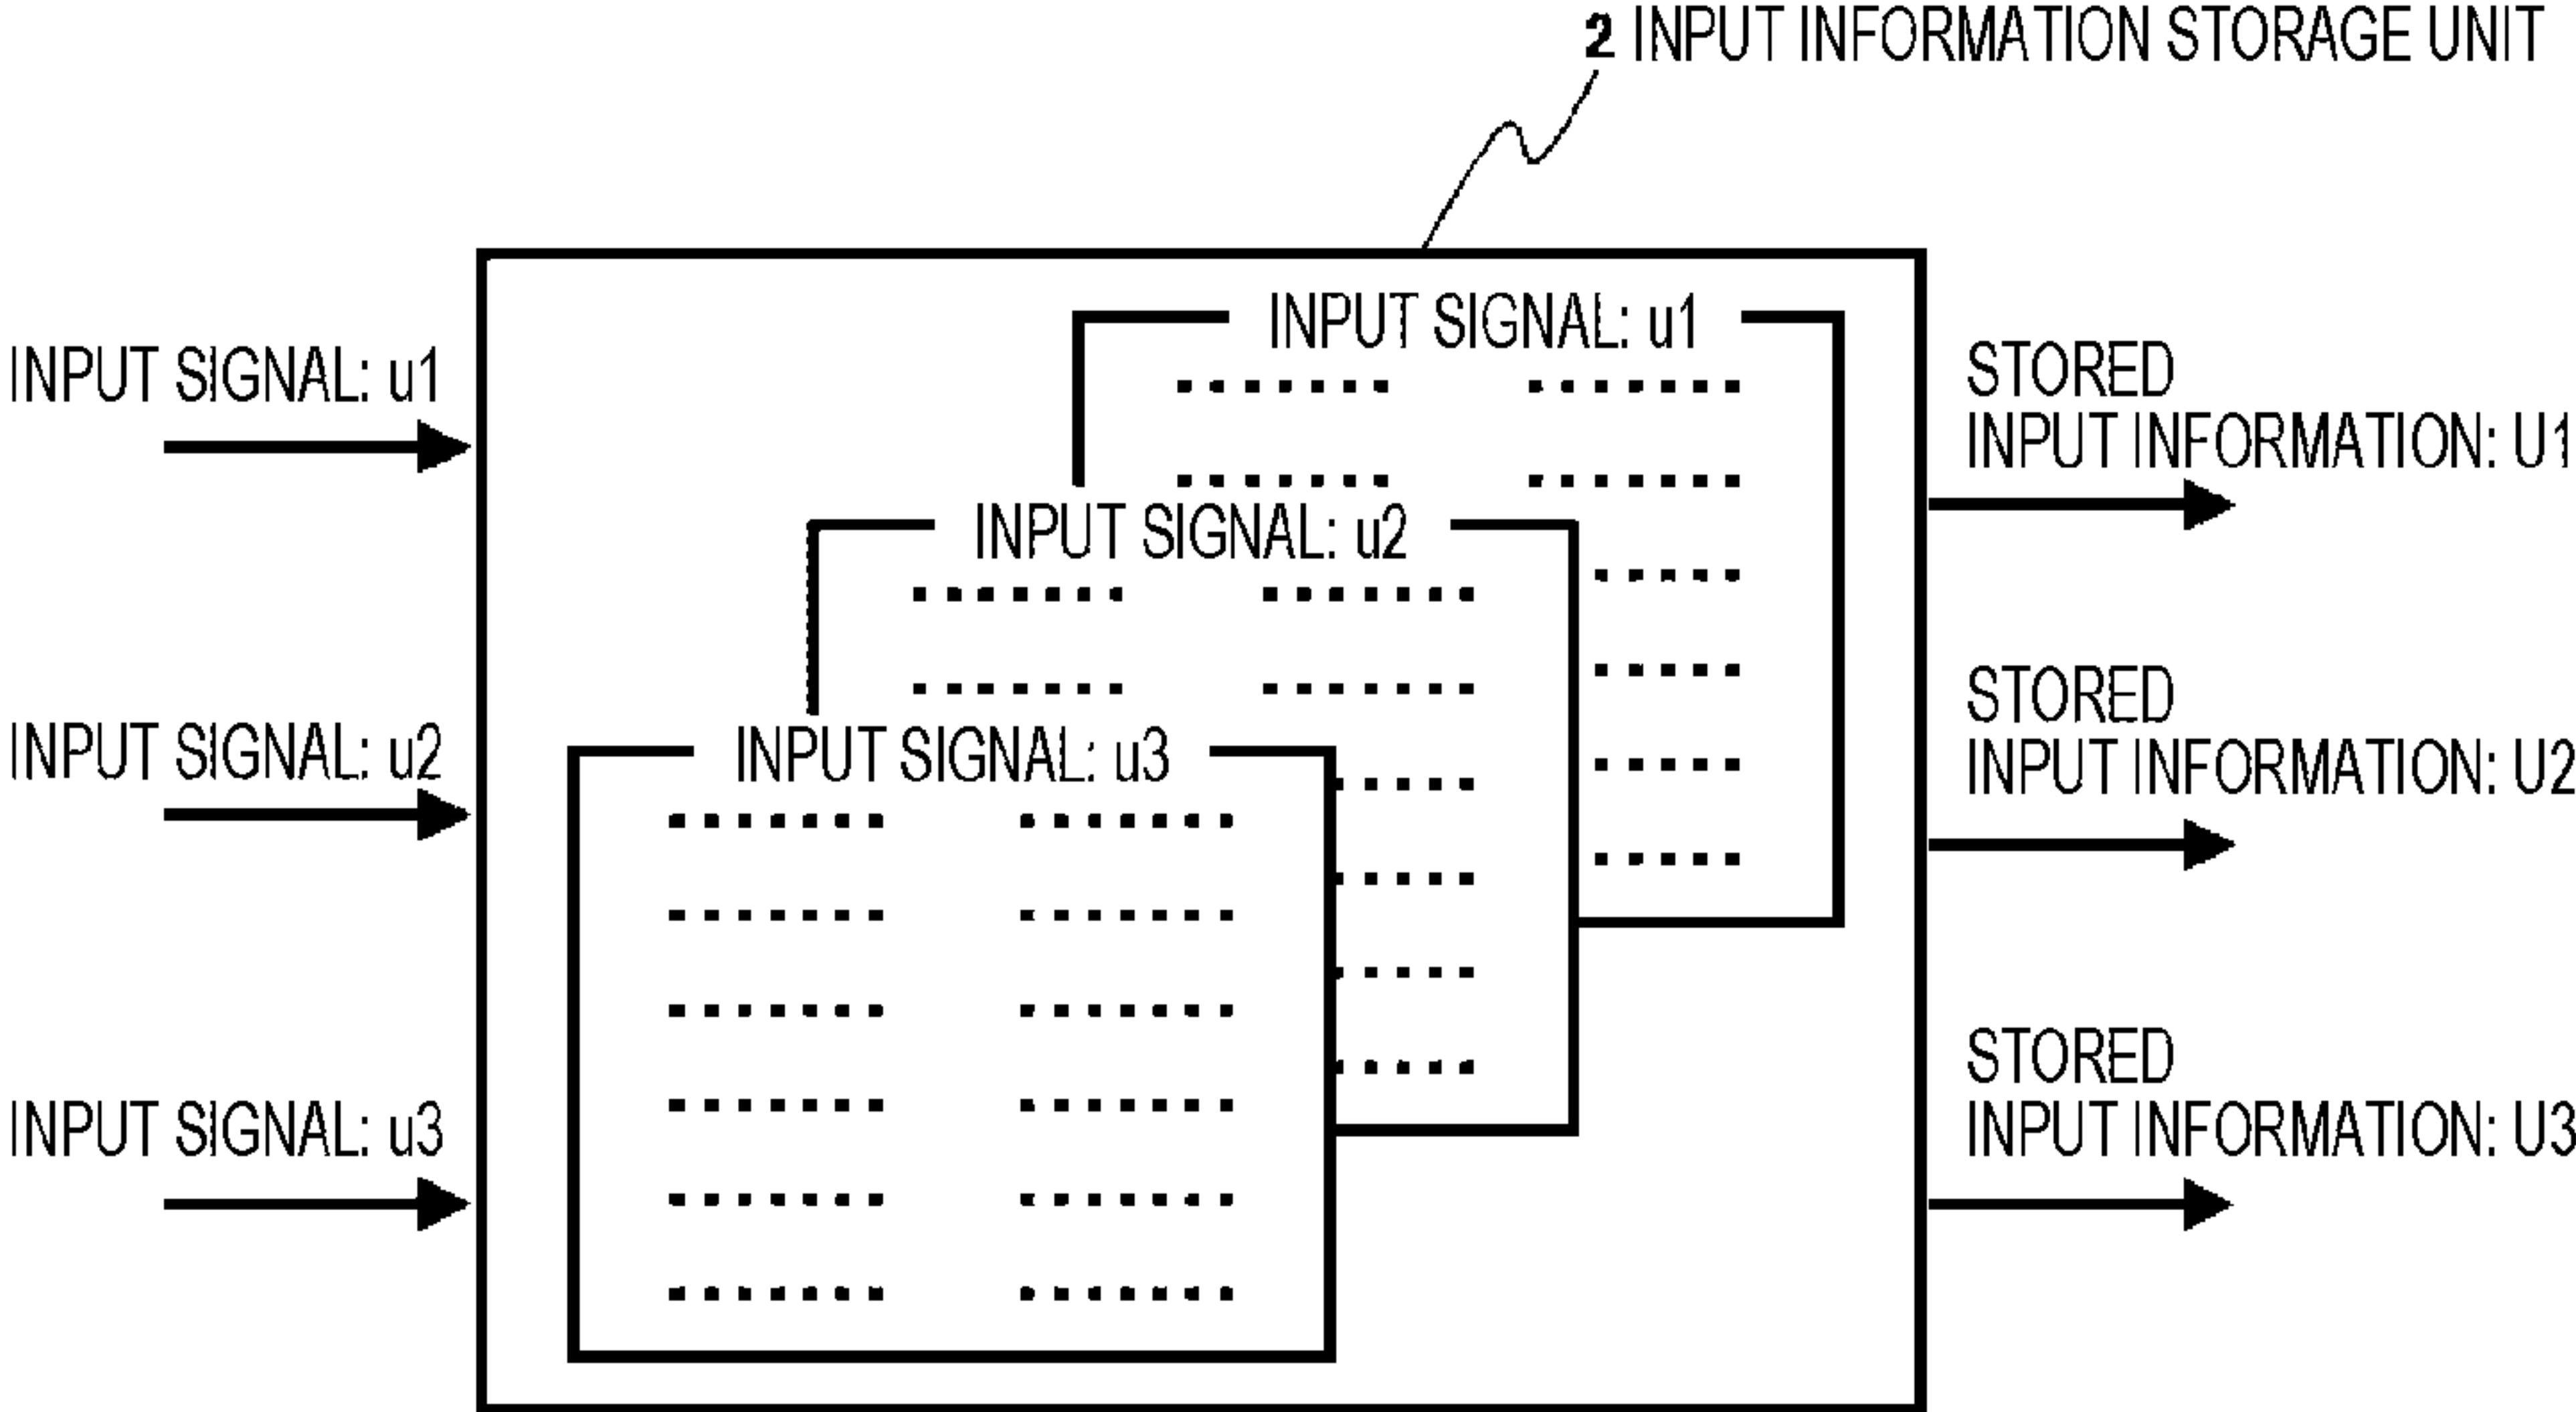 2 INPUT INFORMATION STORAGE UNIT
INPUT SIGNAL: u1
INPUT SIGNAL: u2
INPUT SIGNAL: u3
INPUT SIGNAL: u1
INPUT SIGNAL: u2
INPUT SIGNAL: u3
STORED
INPUT INFORMATION: U1
STORED
INPUT INFORMATION: U2
STORED
INPUT INFORMATION: U3